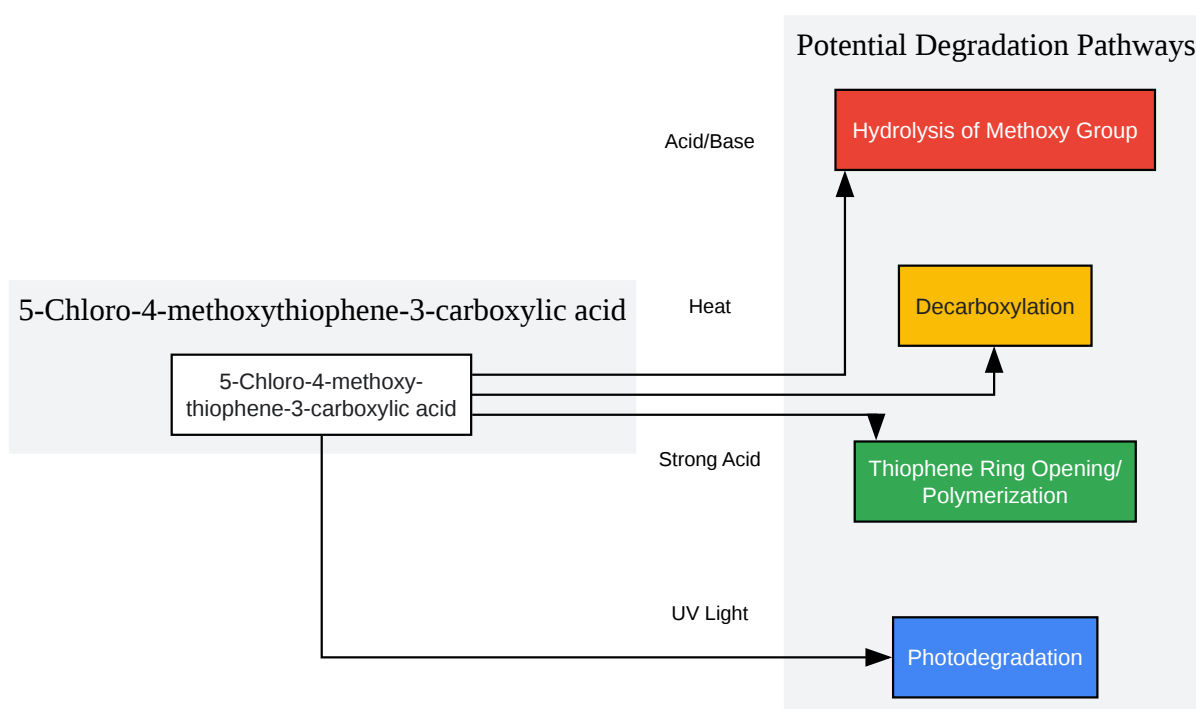 Potential Degradation Pathways
Acid/Base
Hydrolysis of Methoxy Group
5-Chloro-4-methoxythiophene-3-carboxylic acid
Heat
Decarboxylation
5-Chloro-4-methoxy-
thiophene-3-carboxylic acid
Strong Acid
Thiophene Ring Opening/
Polymerization
UV Light
Photodegradation